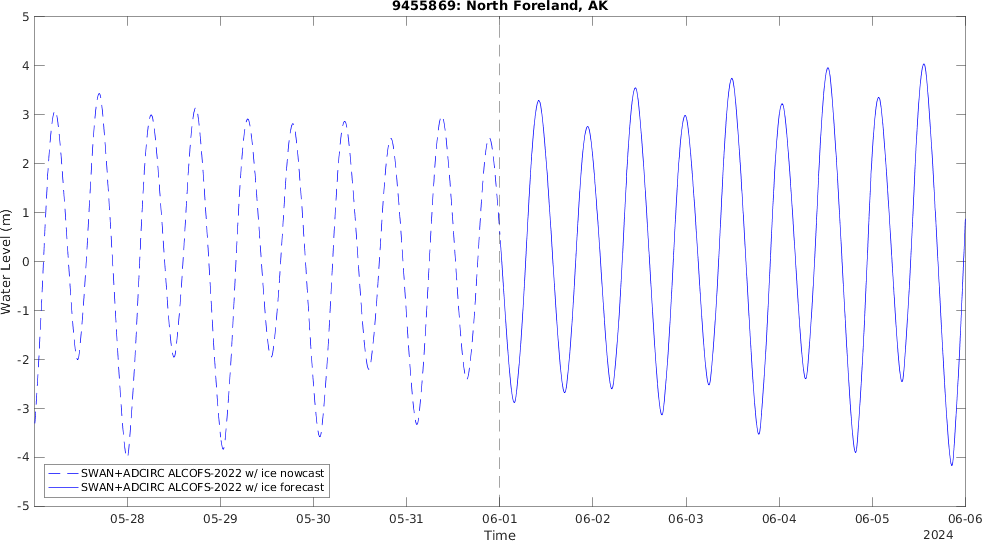 9455869: North Foreland, AK
5
4
3
2
1
0
-1
-2
-3
-4
-5
Water Level (m)
SWAN+ADCIRC ALCOFS-2022 w/ ice nowcast
SWAN+ADCIRC ALCOFS-2022 w/ ice forecast
05-28 05-29 05-30 05-31 06-01 06-02 06-03 06-04 06-05 06-06
Time
2024